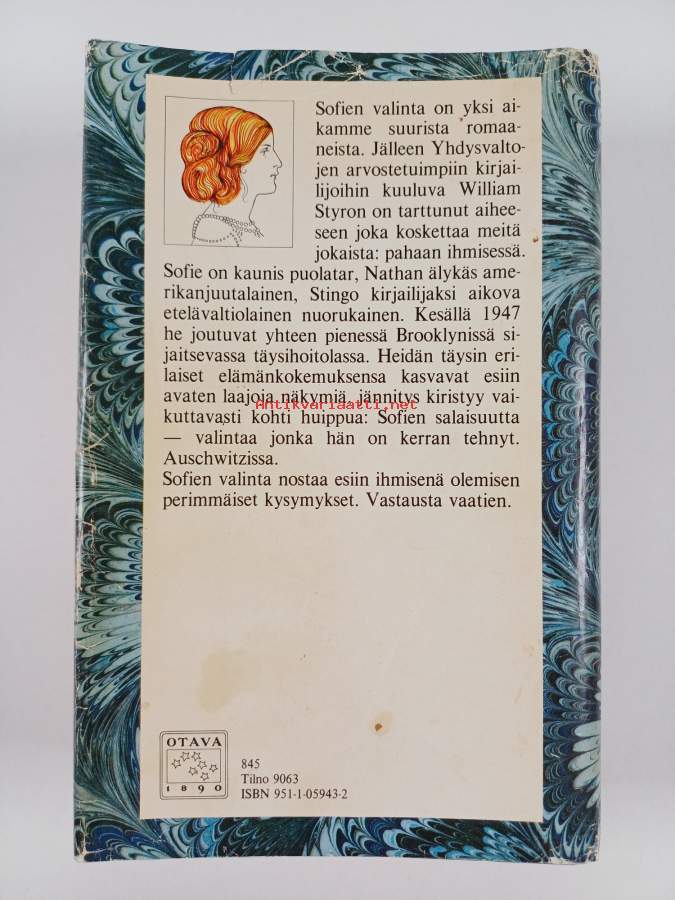 Sofien valinta on yksi ai-
kamme suurista romaa-
neista. Jälleen Yhdysvalto-
jen arvostetuimpiin kirjai-
lijoihin kuuluva William
Styron on tarttunut aihee-
seen joka koskettaa meitä
jokaista: pahaan ihmisessä.
Sofie on kaunis puolatar, Nathan älykäs ame-
rikanjuutalainen, Stingo kirjailijaksi aikova
etelävaltiolainen nuorukainen. Kesällä 1947
he joutuvat yhteen pienessä Brooklynissä si-
jaitsevassa täysihoitolassa. Heidän täysin eri-
laiset elämänkokemuksensa kasvavat esiin
avaten laajoja näkymiä, jännitys kiristyy vai-
Antikvariaatti.net
kuttavasti kohti huippua: Sofien salaisuutta
— valintaa jonka hän on kerran tehnyt.
Auschwitzissa.
Sofien valinta nostaa esiin ihmisenä olemisen
perimmäiset kysymykset. Vastausta vaatien.
OTAVA
1890
845
Tilno 9063
ISBN 951-1-05943-2